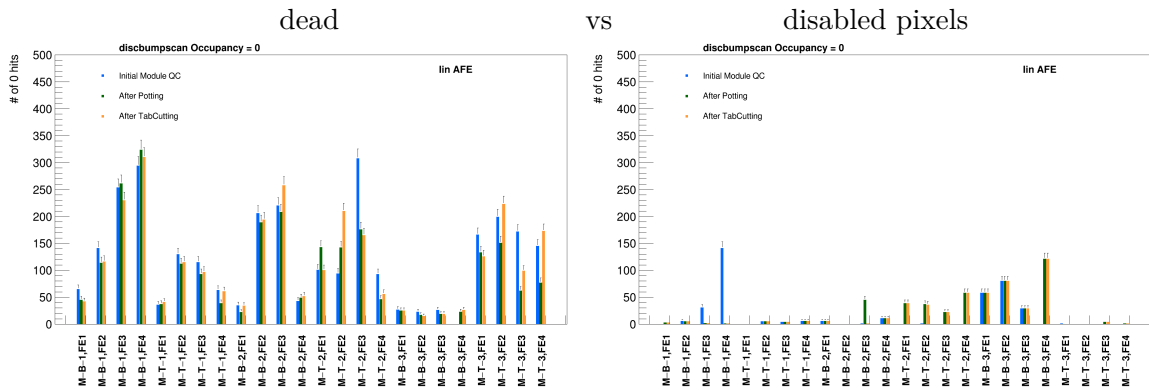 dead vs disabled pixels
discbumpscan Occupancy = 0
# of 0 hits
lin AFE
Initial Module QC
After Potting
After TabCutting
500
450
400
350
300
250
200
150
100
50
0
M-B-1,FE1
M-B-1,FE2
M-B-1,FE3
M-B-1,FE4
M-T-1,FE1
M-T-1,FE2
M-T-1,FE3
M-T-1,FE4
M-B-2,FE1
M-B-2,FE2
M-B-2,FE3
M-B-2,FE4
M-T-2,FE1
M-T-2,FE2
M-T-2,FE3
M-T-2,FE4
M-B-3,FE1
M-B-3,FE2
M-B-3,FE3
M-B-3,FE4
M-T-3,FE1
M-T-3,FE2
M-T-3,FE3
M-T-3,FE4
discbumpscan Occupancy = 0
# of 0 hits
lin AFE
Initial Module QC
After Potting
After TabCutting
500
450
400
350
300
250
200
150
100
50
0
M-B-1,FE1
M-B-1,FE2
M-B-1,FE3
M-B-1,FE4
M-T-1,FE1
M-T-1,FE2
M-T-1,FE3
M-T-1,FE4
M-B-2,FE1
M-B-2,FE2
M-B-2,FE3
M-B-2,FE4
M-T-2,FE1
M-T-2,FE2
M-T-2,FE3
M-T-2,FE4
M-B-3,FE1
M-B-3,FE2
M-B-3,FE3
M-B-3,FE4
M-T-3,FE1
M-T-3,FE2
M-T-3,FE3
M-T-3,FE4